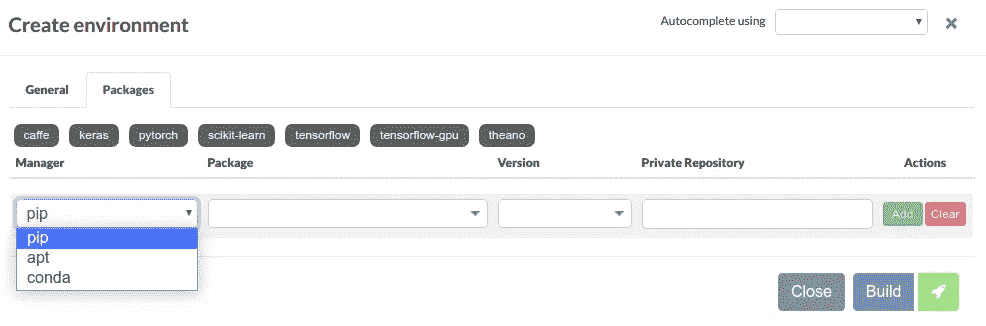 Create environment
Autocomplete using
General Packages
caffe keras pytorch scikit-learn tensorflow tensorflow-gpu theano
Manager Package Version Private Repository Actions
pip Add Clear
pip
apt
conda
Close Build